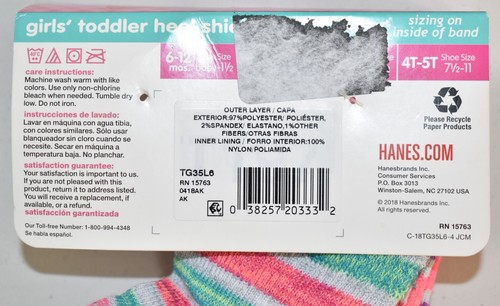 girls' toddler
sizing on
inside of band
6-12
mos.
Size
-1½
4T-5T Shoe Size
7½-11
care instructions:
Machine wash warm with like
colors. Use only non-chlorine
bleach when needed. Tumble dry
low. Do not iron.
instrucciones de lavado:
Lavar en máquina con agua tibia,
con colores similares. Sólo usar
blanqueador sin cloro cuando se
necesite. Secar en máquina a
temperatura baja. No planchar.
satisfaction guarantee:
Your satisfaction is important to us.
If you are not pleased with this
product, return it to address listed.
You will receive a replacement, if
available, or a refund.
satisfacción garantizada
Our Toll-free Number: 1-800-994-4348
Se habla español.
OUTER LAYER / CAPA
EXTERIOR:97%POLYESTER/ POLIÉSTER,
2%SPANDEX/ ELASTANO,1%OTHER
FIBERS/OTRAS FIBRAS
INNER LINING / FORRO INTERIOR:100%
NYLON/POLIAMIDA
TG35L6
RN 15763
041BAK
AK
0 38257 20333 2
Please Recycle
Paper Products
HANES.COM
Hanesbrands Inc.
Consumer Services
P.O. Box 3013
Winston-Salem, NC 27702 USA
© 2018 Hanesbrands Inc.
All rights reserved.
RN 15763
C-18TG35L6-4 JCM